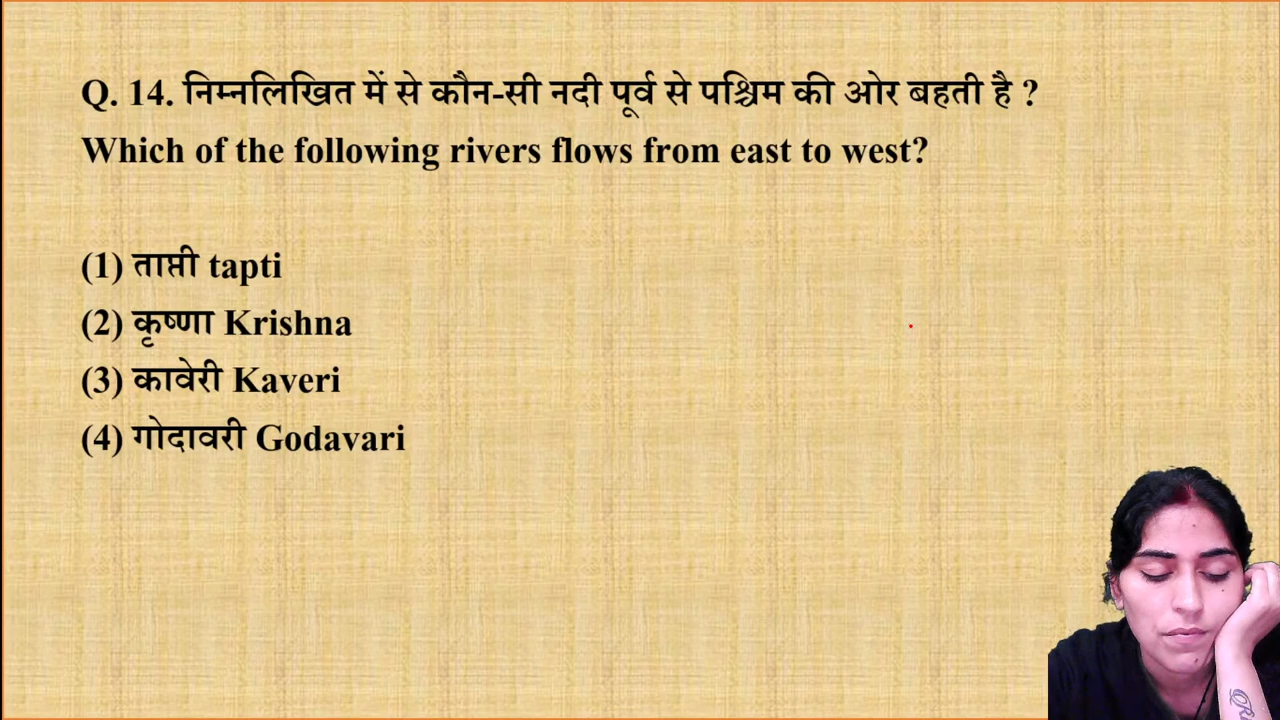 Q. 14. निम्नलिखित में से कौन-सी नदी पूर्व से पश्चिम की ओर बहती है ?
Which of the following rivers flows from east to west?
(1) ताप्ती tapti
(2) कृष्णा Krishna
(3) कावेरी Kaveri
(4) गोदावरी Godavari